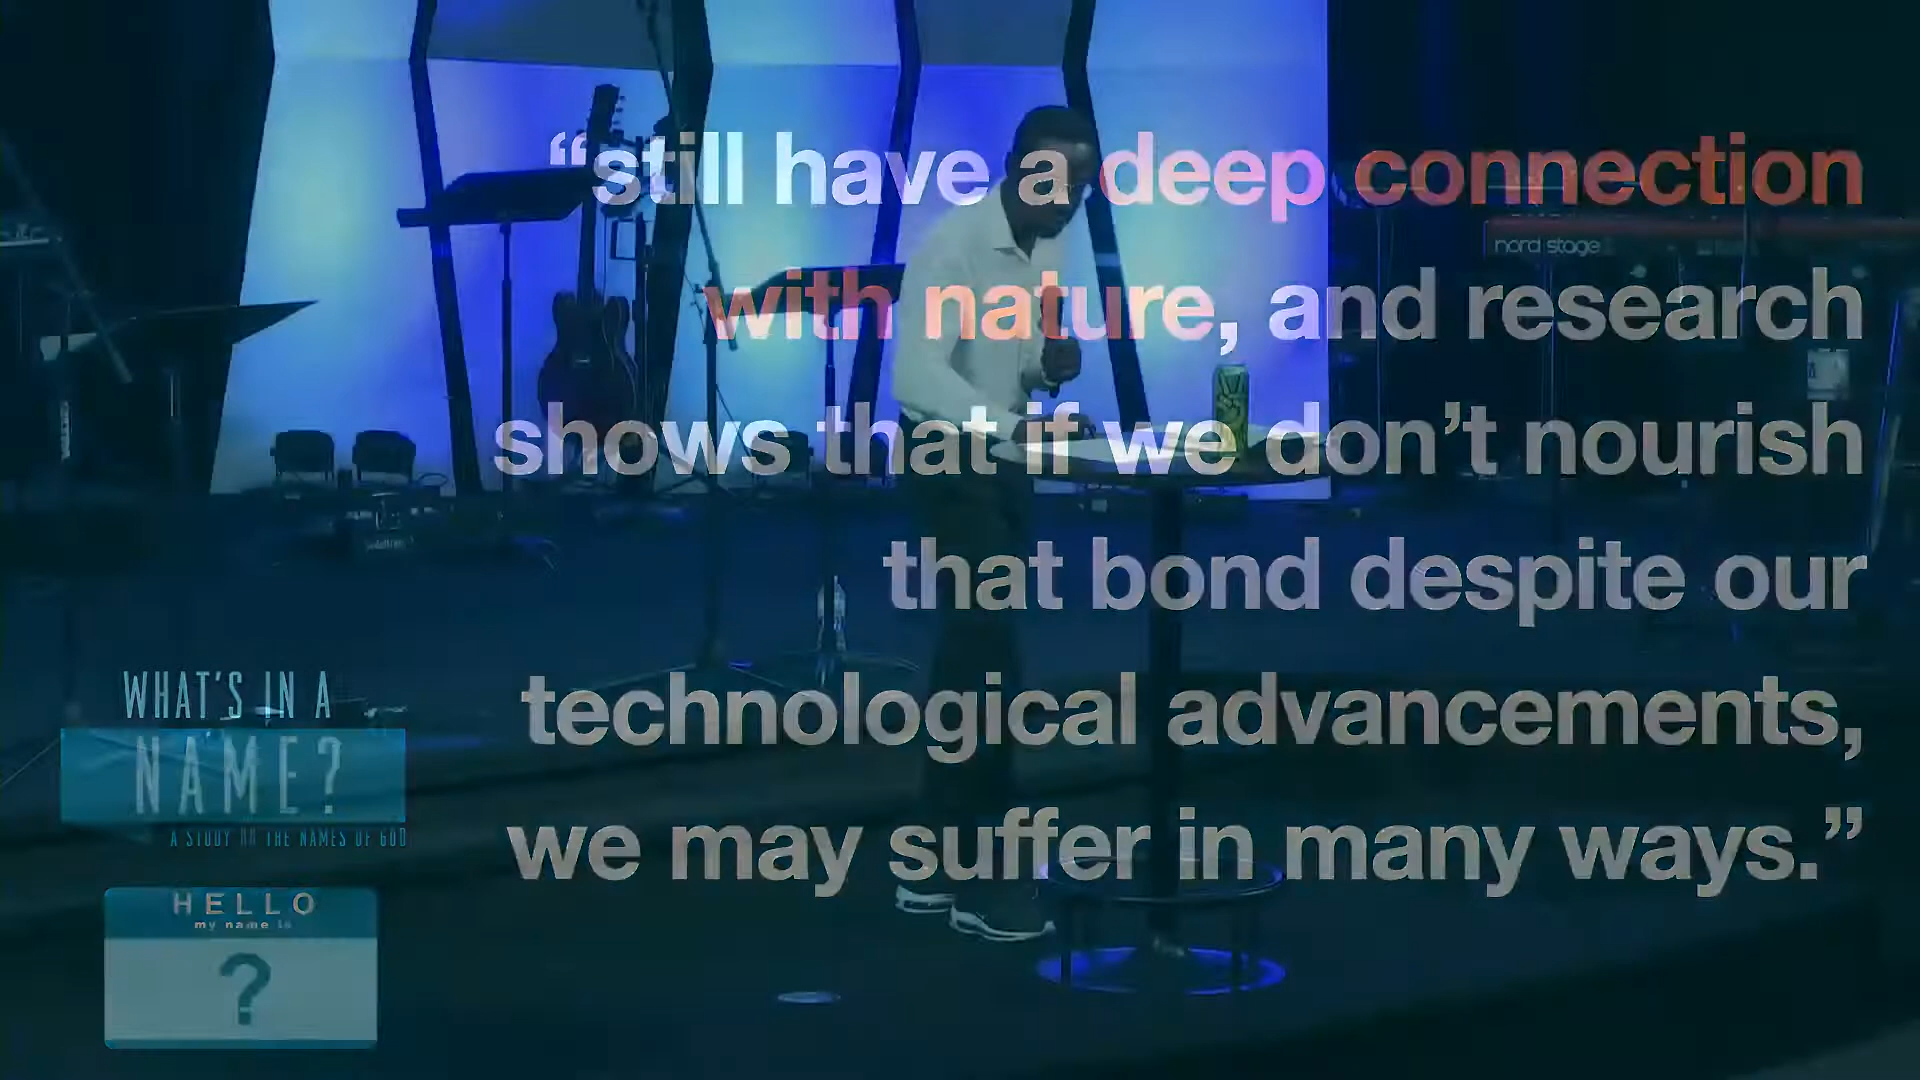 “still have a deep connection
with nature, and research
shows that if we don’t nourish
that bond despite our
technological advancements,
we may suffer in many ways.”
nord stage
WHAT’S IN A
NAME?
A STUDY ON THE NAMES OF GOD
HELLO
my name is
?